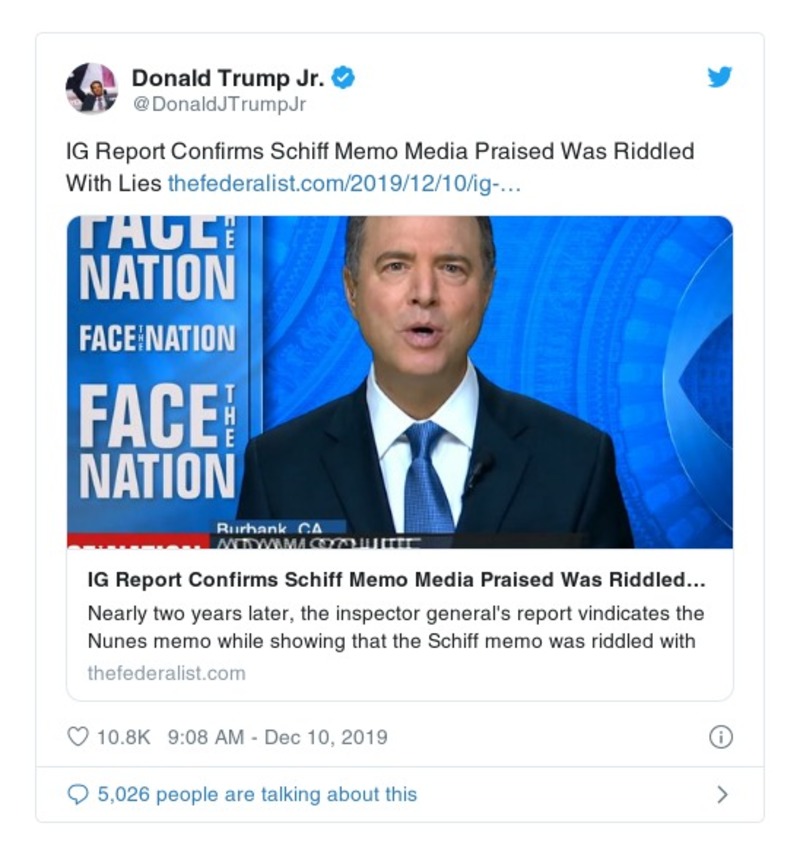 Donald Trump Jr.
@DonaldJTrumpJr
IG Report Confirms Schiff Memo Media Praised Was Riddled
With Lies thefederalist.com/2019/12/10/ig-…
FACE THE
NATION
FACE THE NATION
FACE THE
NATION
Burbank, CA
IG Report Confirms Schiff Memo Media Praised Was Riddled...
Nearly two years later, the inspector general's report vindicates the
Nunes memo while showing that the Schiff memo was riddled with
thefederalist.com
10.8K 9:08 AM - Dec 10, 2019
5,026 people are talking about this